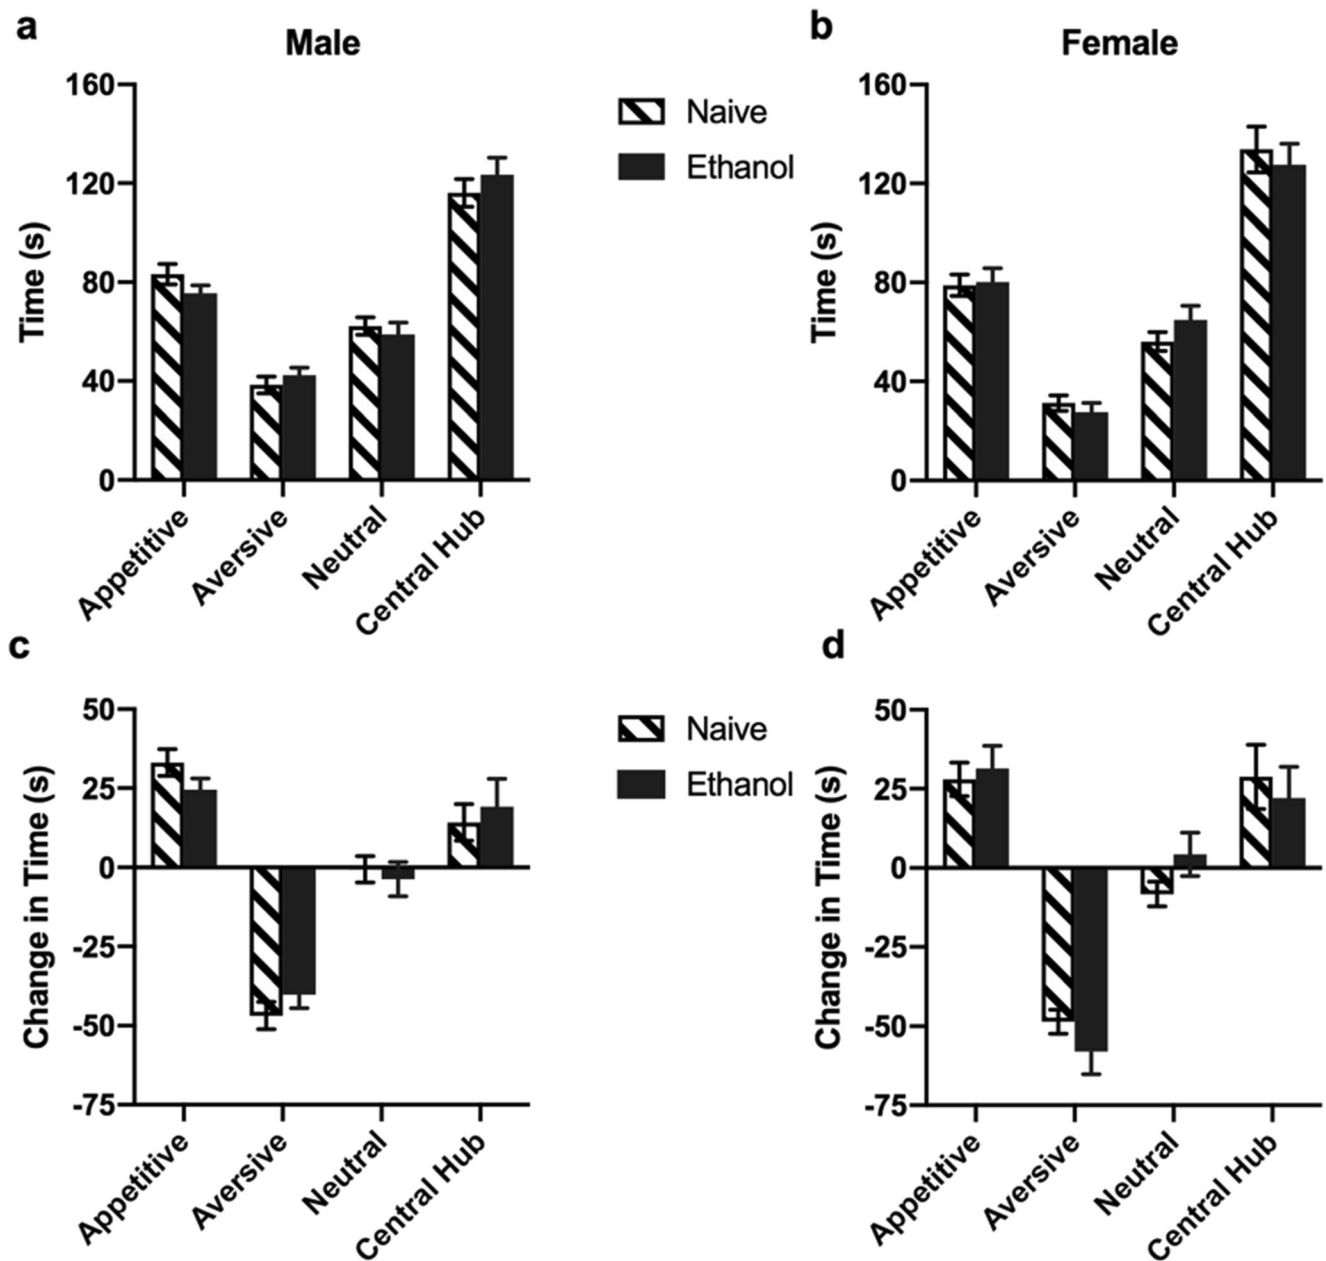 a
Male
160
120
80
40
0
Time (s)
Appetitive
Aversive
Neutral
Central Hub
Naive
Ethanol
b
Female
160
120
80
40
0
Time (s)
Appetitive
Aversive
Neutral
Central Hub
c
50
25
0
-25
-50
-75
Change in Time (s)
Appetitive
Aversive
Neutral
Central Hub
Naive
Ethanol
d
50
25
0
-25
-50
-75
Change in Time (s)
Appetitive
Aversive
Neutral
Central Hub